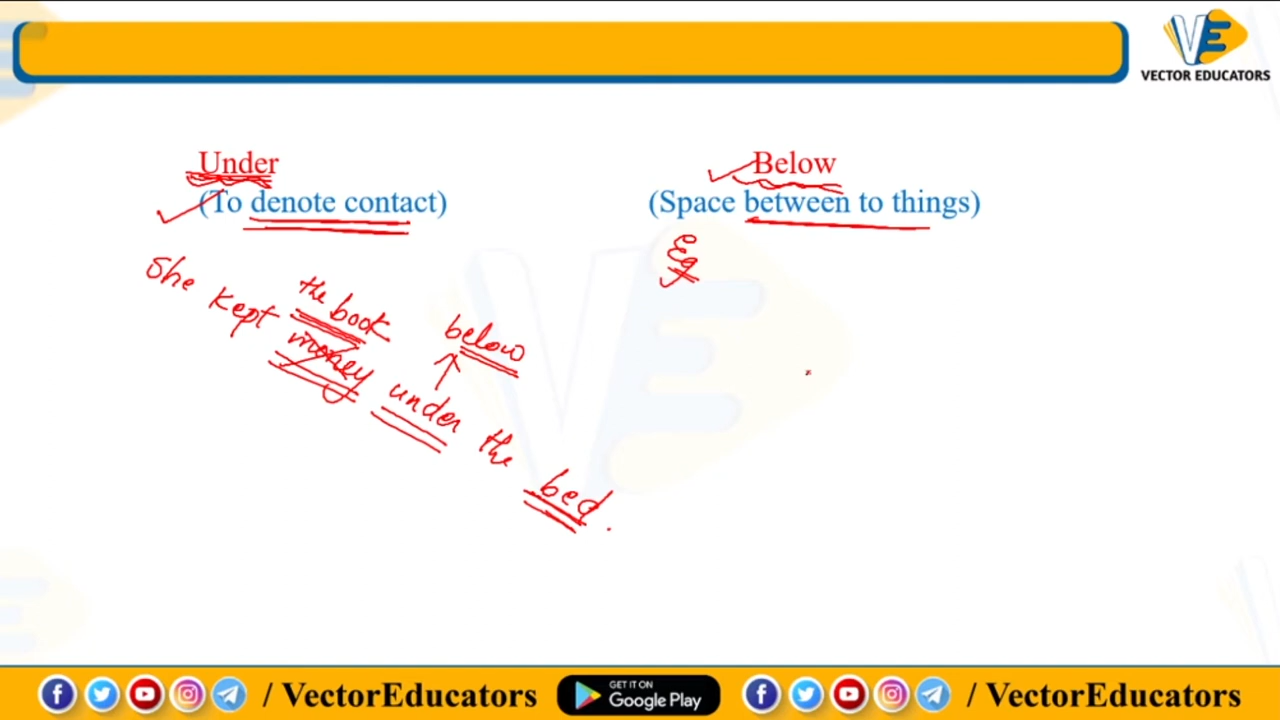 VECTOR EDUCATORS
Under
(To denote contact)
Below
(Space between to things)
Eg
She kept money under the bed.
the book
below
/ VectorEducators
GET IT ON
Google Play
/ VectorEducators